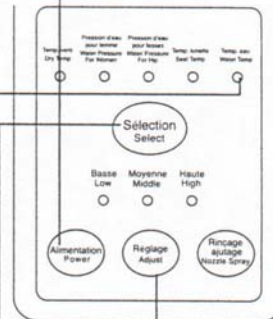 Temp. vent
Dry Temp
Pression d'eau
pour femme
Water Pressure
For Women
Pression d'eau
pour fesses
Water Pressure
For Hip
Temp. lunette
Seat Temp
Temp. eau
Water Temp
Sélection
Select
Basse
Low
Moyenne
Middle
Haute
High
Alimentation
Power
Réglage
Adjust
Rinçage
ajutage
Nozzle Spray